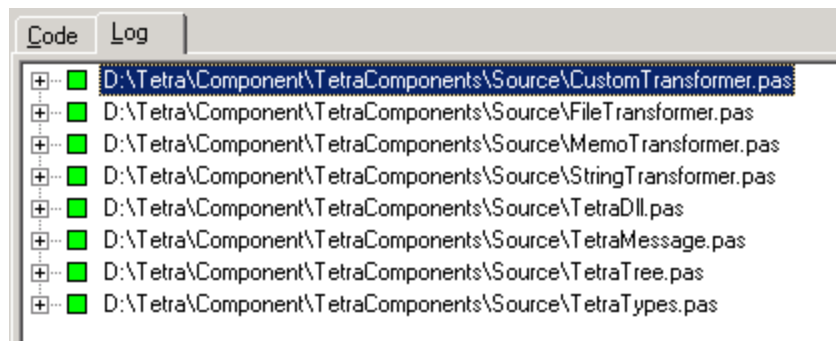 Code Log
D:\Tetra\Component\TetraComponents\Source\CustomTransformer.pas
D:\Tetra\Component\TetraComponents\Source\FileTransformer.pas
D:\Tetra\Component\TetraComponents\Source\MemoTransformer.pas
D:\Tetra\Component\TetraComponents\Source\StringTransformer.pas
D:\Tetra\Component\TetraComponents\Source\TetraDll.pas
D:\Tetra\Component\TetraComponents\Source\TetraMessage.pas
D:\Tetra\Component\TetraComponents\Source\TetraTree.pas
D:\Tetra\Component\TetraComponents\Source\TetraTypes.pas